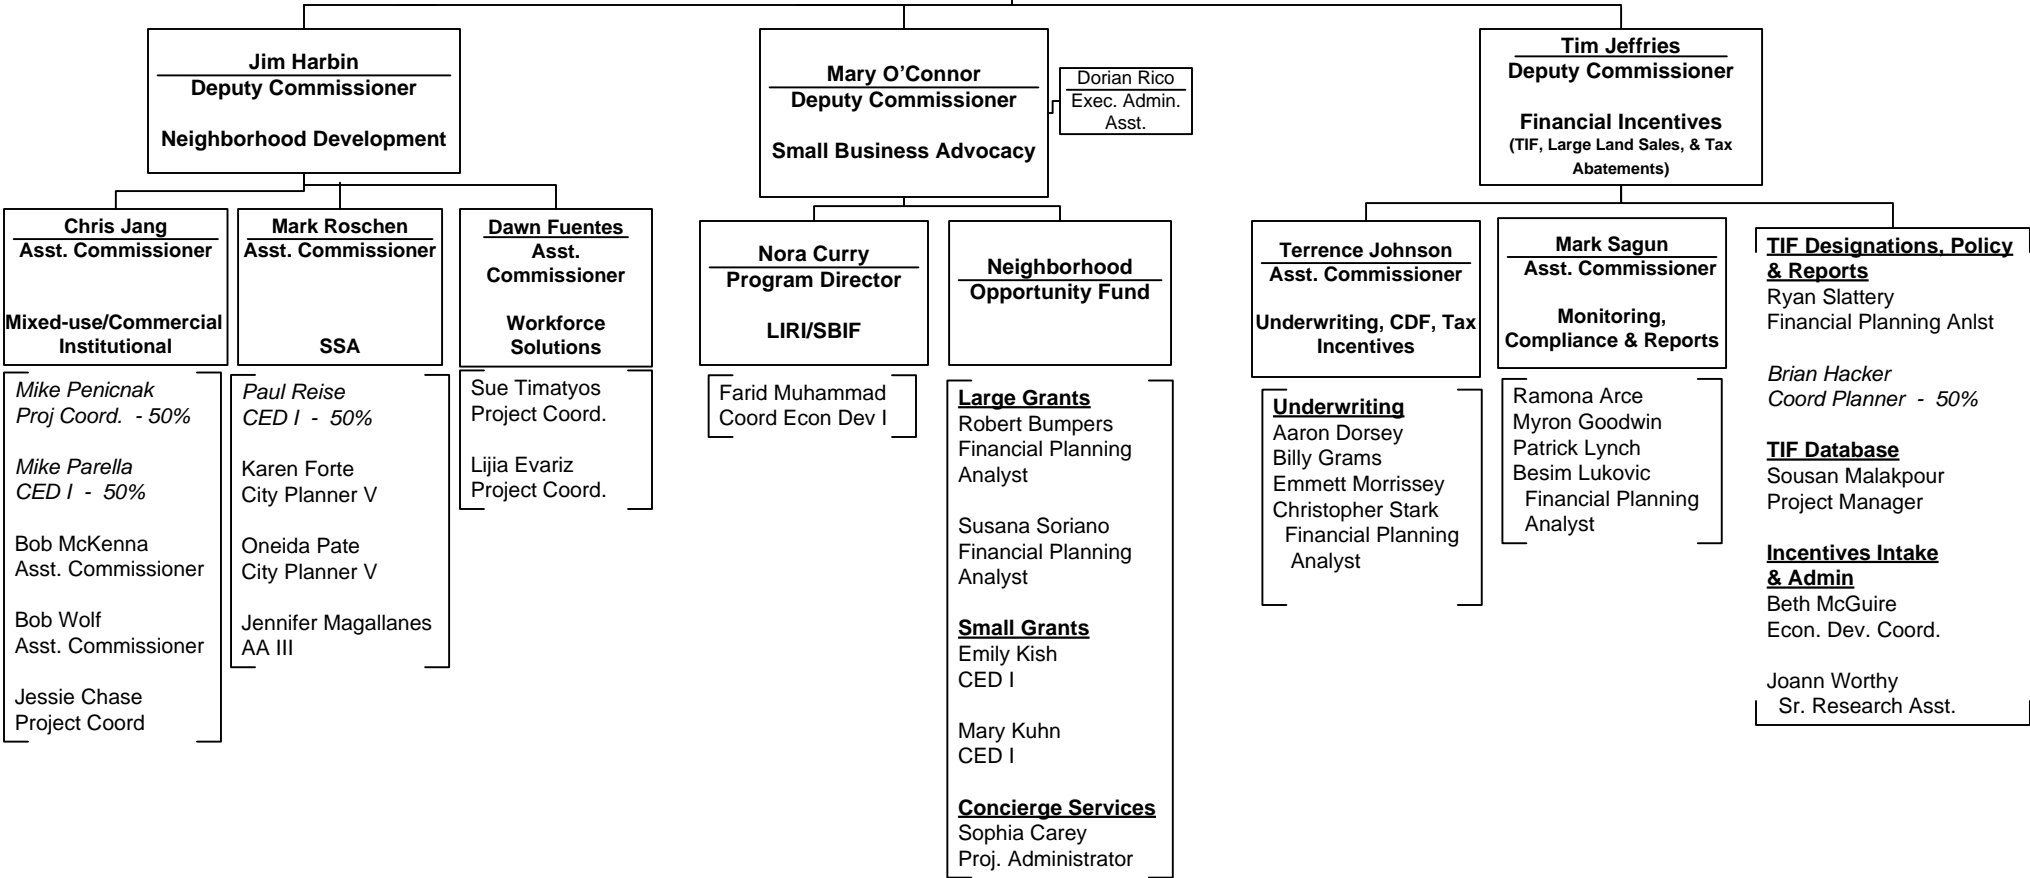 Jim Harbin
Deputy Commissioner
Neighborhood Development
Mary O’Connor
Deputy Commissioner
Small Business Advocacy
Dorian Rico
Exec. Admin.
Asst.
Tim Jeffries
Deputy Commissioner
Financial Incentives
(TIF, Large Land Sales, & Tax
Abatements)
Chris Jang
Asst. Commissioner
Mixed-use/Commercial
Institutional
Mike Penicnak
Proj Coord. - 50%
Mike Parella
CED I - 50%
Bob McKenna
Asst. Commissioner
Bob Wolf
Asst. Commissioner
Jessie Chase
Project Coord
Mark Roschen
Asst. Commissioner
SSA
Paul Reise
CED I - 50%
Karen Forte
City Planner V
Oneida Pate
City Planner V
Jennifer Magallanes
AA III
Dawn Fuentes
Asst.
Commissioner
Workforce
Solutions
Sue Timatyos
Project Coord.
Lijia Evariz
Project Coord.
Nora Curry
Program Director
LIRI/SBIF
Farid Muhammad
Coord Econ Dev I
Neighborhood
Opportunity Fund
Large Grants
Robert Bumpers
Financial Planning
Analyst
Susana Soriano
Financial Planning
Analyst
Small Grants
Emily Kish
CED I
Mary Kuhn
CED I
Concierge Services
Sophia Carey
Proj. Administrator
Terrence Johnson
Asst. Commissioner
Underwriting, CDF, Tax
Incentives
Underwriting
Aaron Dorsey
Billy Grams
Emmett Morrissey
Christopher Stark
Financial Planning
Analyst
Mark Sagun
Asst. Commissioner
Monitoring,
Compliance & Reports
Ramona Arce
Myron Goodwin
Patrick Lynch
Besim Lukovic
Financial Planning
Analyst
TIF Designations, Policy
& Reports
Ryan Slattery
Financial Planning Anlst
Brian Hacker
Coord Planner - 50%
TIF Database
Sousan Malakpour
Project Manager
Incentives Intake
& Admin
Beth McGuire
Econ. Dev. Coord.
Joann Worthy
Sr. Research Asst.